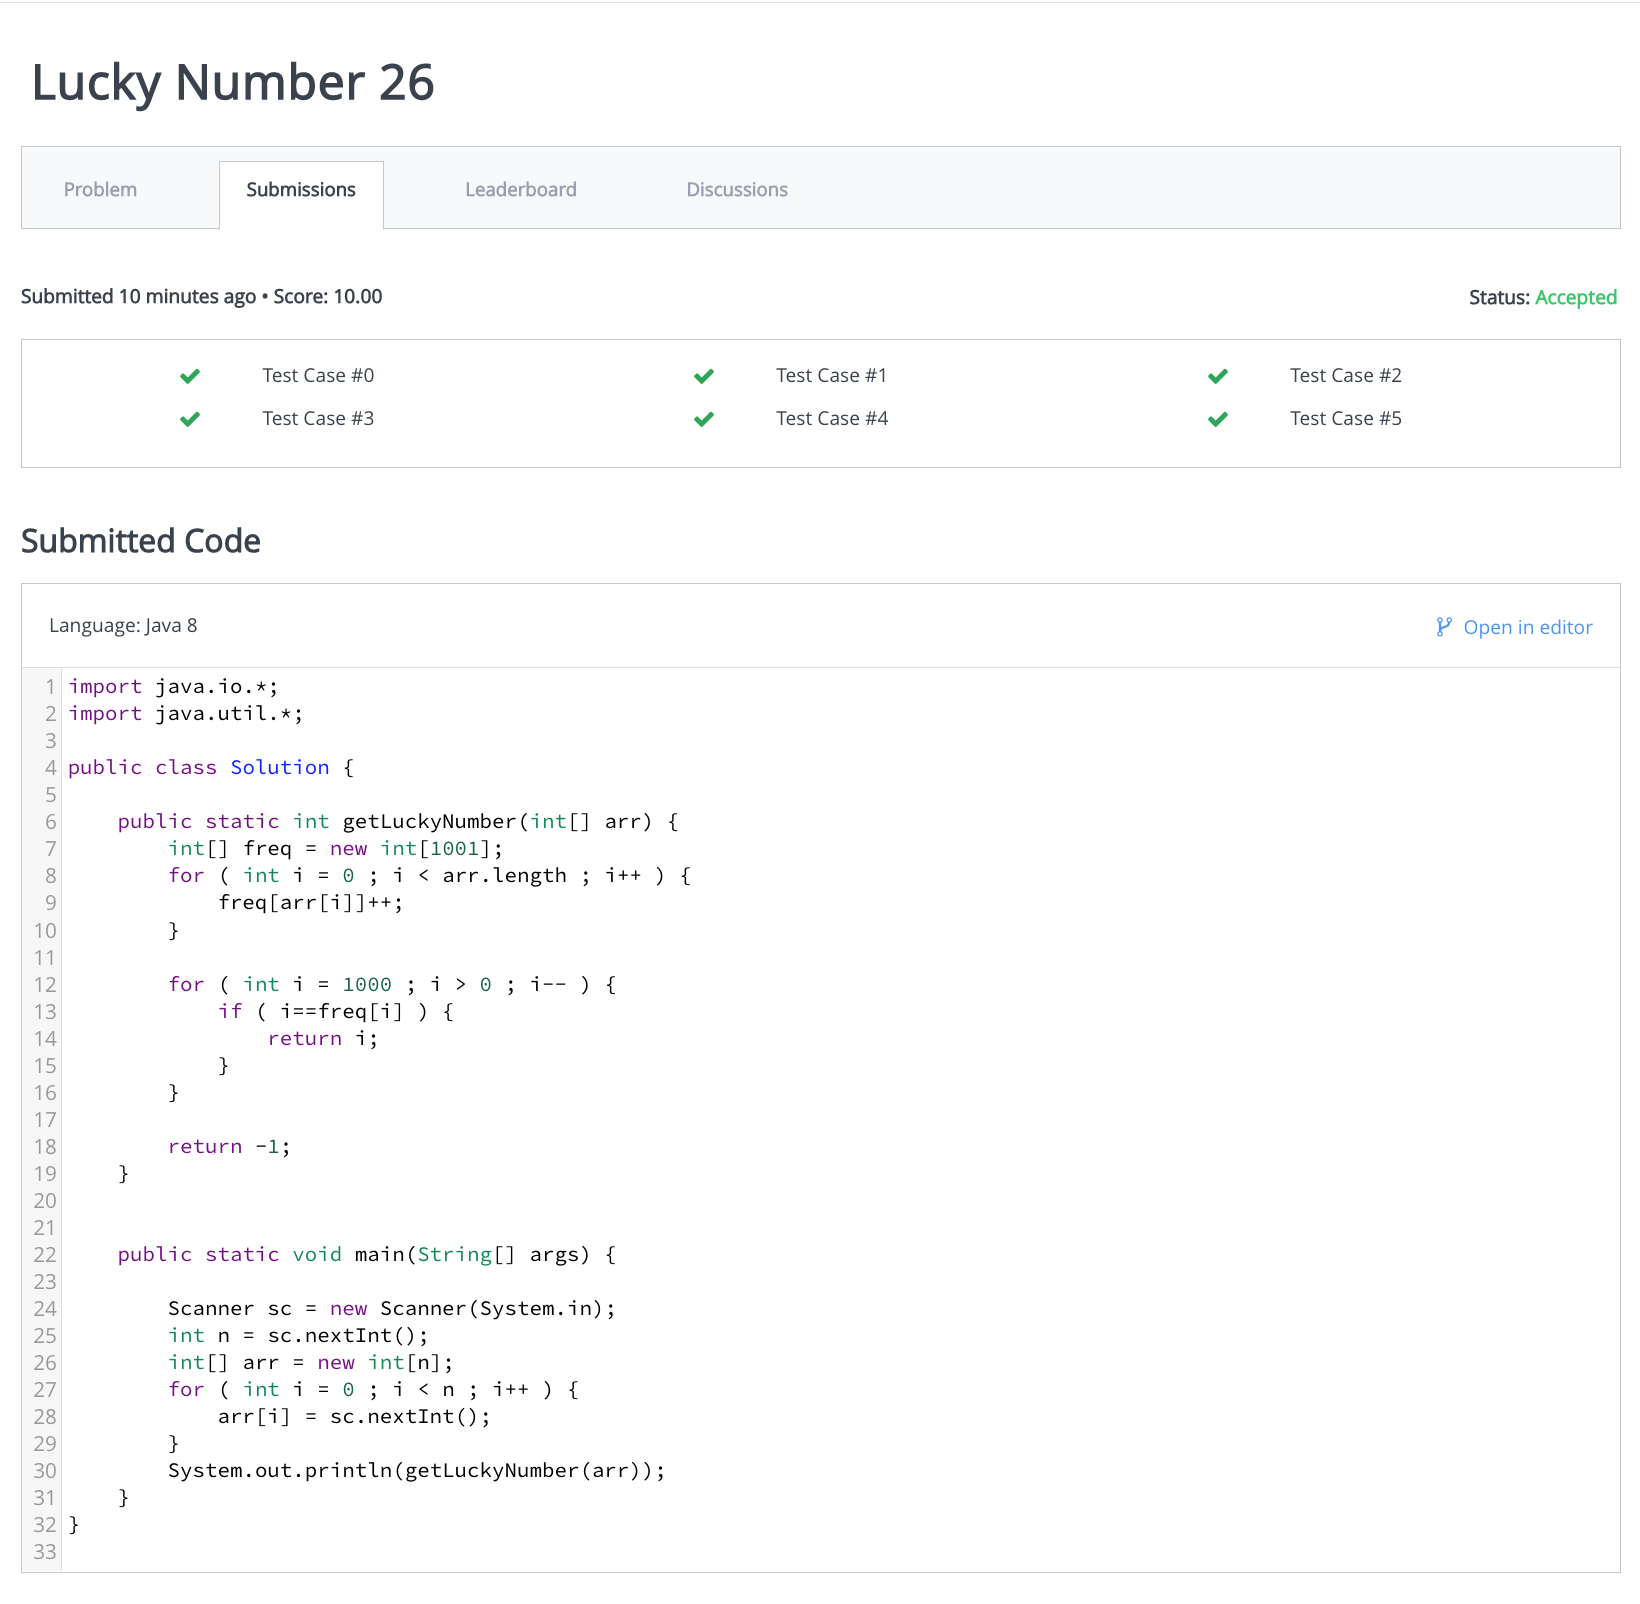 Lucky Number 26
Problem Submissions Leaderboard Discussions
Submitted 10 minutes ago • Score: 10.00 Status: Accepted
Test Case #0 Test Case #1 Test Case #2
Test Case #3 Test Case #4 Test Case #5
Submitted Code
Language: Java 8 Open in editor
1 import java.io.*;
2 import java.util.*;
3
4 public class Solution {
5
6     public static int getLuckyNumber(int[] arr) {
7         int[] freq = new int[1001];
8         for ( int i = 0 ; i < arr.length ; i++ ) {
9             freq[arr[i]]++;
10         }
11
12         for ( int i = 1000 ; i > 0 ; i-- ) {
13             if ( i==freq[i] ) {
14                 return i;
15             }
16         }
17
18         return -1;
19     }
20
21
22     public static void main(String[] args) {
23
24         Scanner sc = new Scanner(System.in);
25         int n = sc.nextInt();
26         int[] arr = new int[n];
27         for ( int i = 0 ; i < n ; i++ ) {
28             arr[i] = sc.nextInt();
29         }
30         System.out.println(getLuckyNumber(arr));
31     }
32 }
33